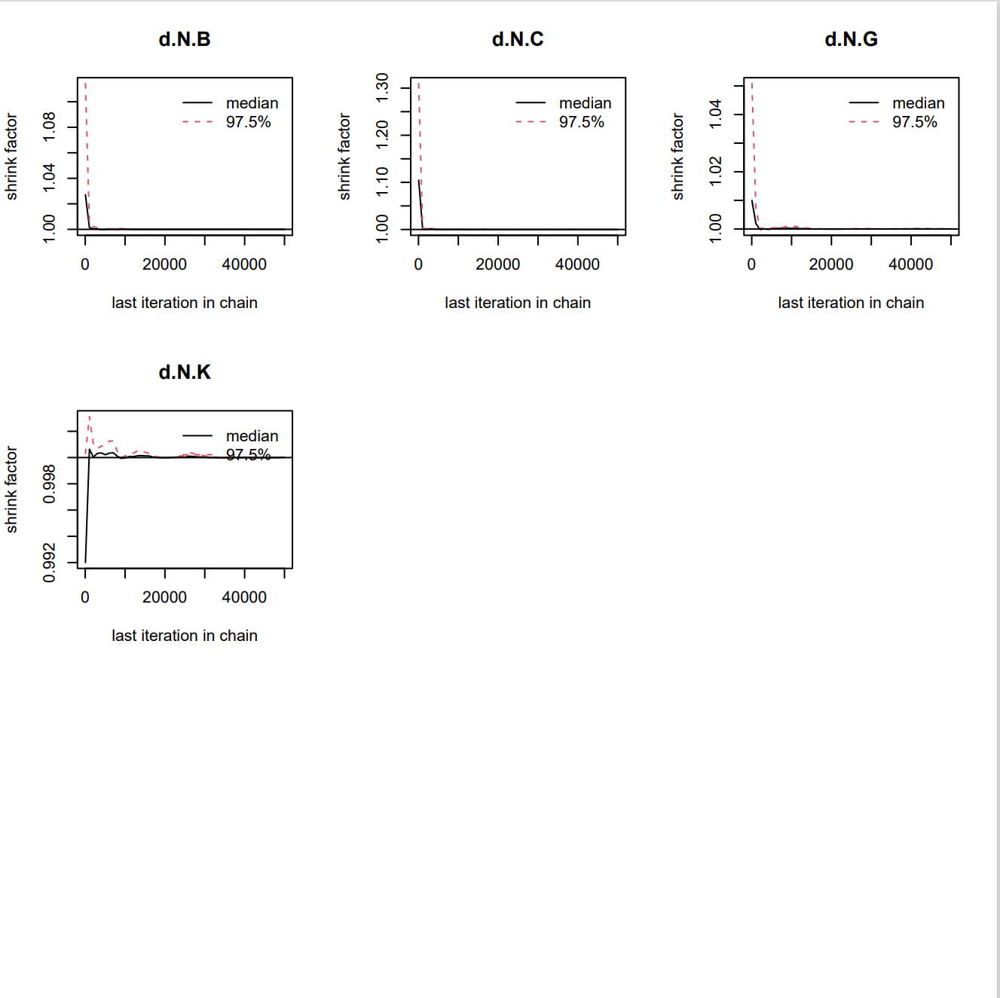 d.N.B
shrink factor
1.00 1.04 1.08
median
97.5%
0 20000 40000
last iteration in chain
d.N.C
shrink factor
1.00 1.10 1.20 1.30
median
97.5%
0 20000 40000
last iteration in chain
d.N.G
shrink factor
1.00 1.02 1.04
median
97.5%
0 20000 40000
last iteration in chain
d.N.K
shrink factor
0.992 0.998
median
97.5%
0 20000 40000
last iteration in chain